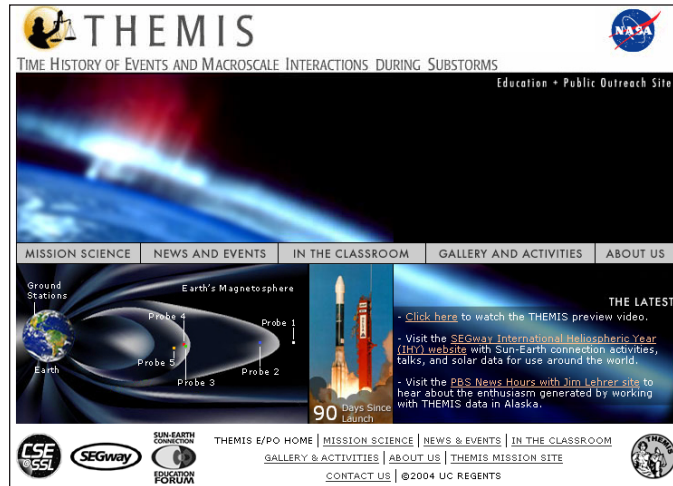 THEMIS
NASA
TIME HISTORY OF EVENTS AND MACROSCALE INTERACTIONS DURING SUBSTORMS
Education + Public Outreach Site
MISSION SCIENCE
NEWS AND EVENTS
IN THE CLASSROOM
GALLERY AND ACTIVITIES
ABOUT US
Ground
Stations
Earth's Magnetosphere
Probe 4
Probe 1
Probe 5
Probe 2
Probe 3
Earth
90 Days Since
Launch
THE LATEST
- Click here to watch the THEMIS preview video.
- Visit the SEGway International Heliospheric Year
(IHY) website with Sun-Earth connection activities,
talks, and solar data for use around the world.
- Visit the PBS News Hours with Jim Lehrer site to
hear about the enthusiasm generated by working
with THEMIS data in Alaska.
CSE
@SSL
SEGway
SUN-EARTH
CONNECTION
EDUCATION
FORUM
THEMIS E/PO HOME | MISSION SCIENCE | NEWS & EVENTS | IN THE CLASSROOM
GALLERY & ACTIVITIES | ABOUT US | THEMIS MISSION SITE
CONTACT US | ©2004 UC REGENTS
THEMIS